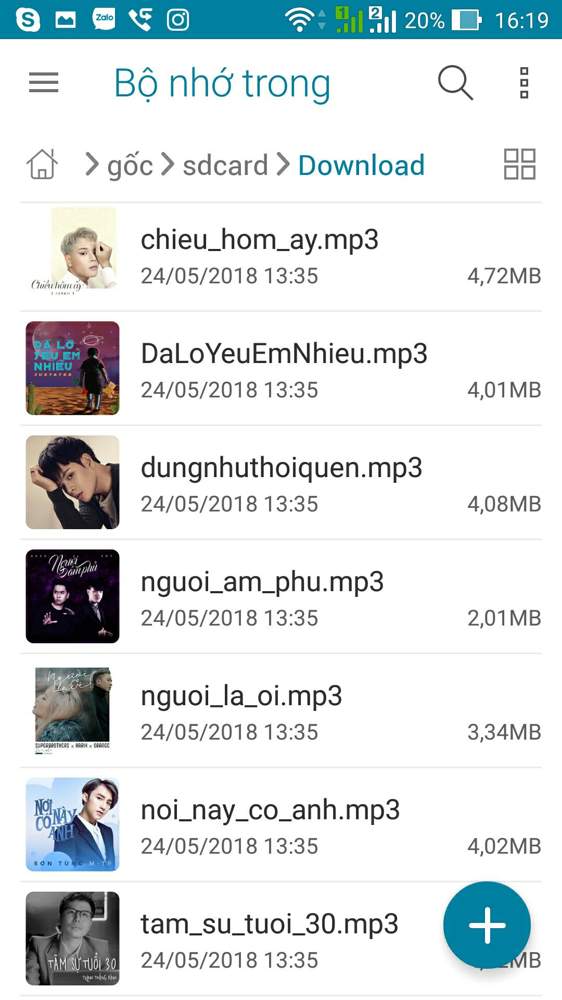 S Zalo 1 2 20% 16:19
Bộ nhớ trong
gốc sdcard Download
chieu_hom_ay.mp3
24/05/2018 13:35 4,72MB
Chiều hôm ấy
[ JAYKII ]
DaLoYeuEmNhieu.mp3
24/05/2018 13:35 4,01MB
ĐÃ LỠ
YÊU EM
NHIỀU
JUSTATEE
dungnhuthoiquen.mp3
24/05/2018 13:35 4,08MB
nguoi_am_phu.mp3
24/05/2018 13:35 2,01MB
OSAD VRT
Người
âm phủ
nguoi_la_oi.mp3
24/05/2018 13:35 3,34MB
Người
Lạ Ơi!
SUPERBROTHERS x KARIK x ORANGE
noi_nay_co_anh.mp3
24/05/2018 13:35 4,02MB
NƠI
NÀY
CÓ
ANH
SƠN TÙNG M-TP
tam_su_tuoi_30.mp3
24/05/2018 13:35 MB
TÂM SỰ TUỔI 30
TRỊNH THĂNG BÌNH